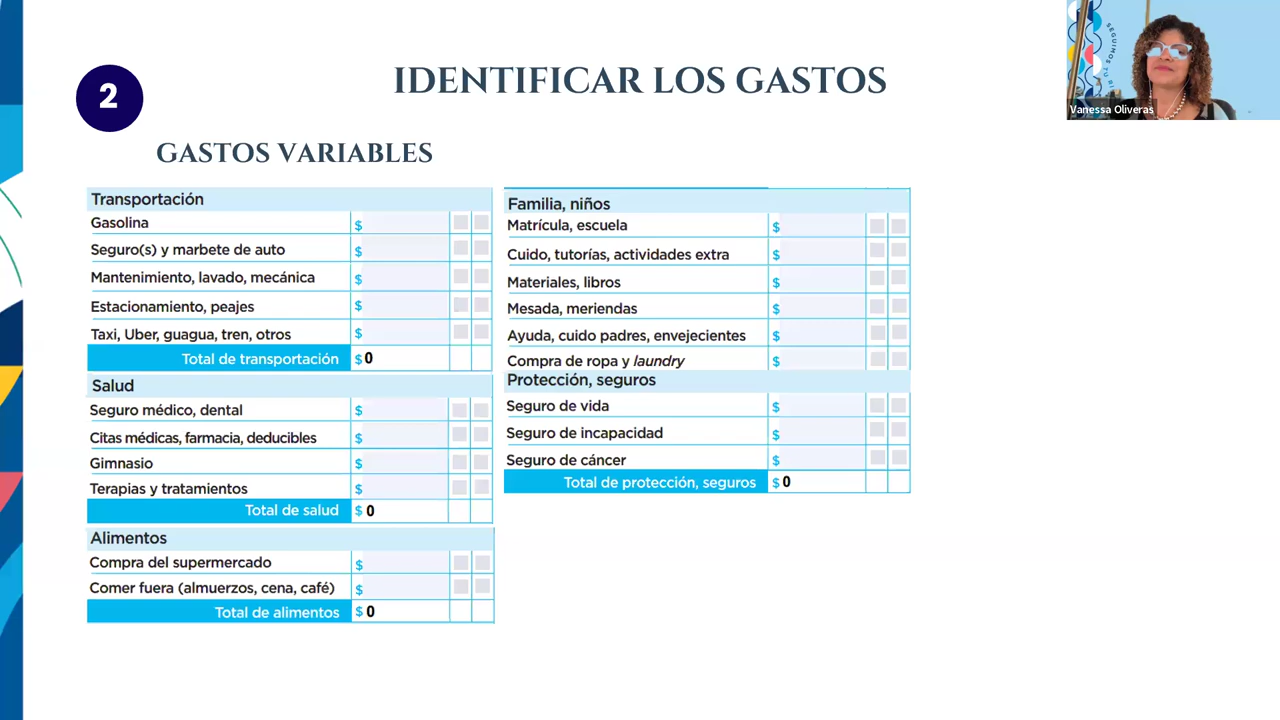 2
IDENTIFICAR LOS GASTOS
GASTOS VARIABLES
Transportación
Gasolina $
Seguro(s) y marbete de auto $
Mantenimiento, lavado, mecánica $
Estacionamiento, peajes $
Taxi, Uber, guagua, tren, otros $
Total de transportación $ 0
Salud
Seguro médico, dental $
Citas médicas, farmacia, deducibles $
Gimnasio $
Terapias y tratamientos $
Total de salud $ 0
Alimentos
Compra del supermercado $
Comer fuera (almuerzos, cena, café) $
Total de alimentos $ 0
Familia, niños
Matrícula, escuela $
Cuido, tutorías, actividades extra $
Materiales, libros $
Mesada, meriendas $
Ayuda, cuido padres, envejecientes $
Compra de ropa y laundry $
Protección, seguros
Seguro de vida $
Seguro de incapacidad $
Seguro de cáncer $
Total de protección, seguros $ 0
SEGUIMOS TU
Vanessa Oliveras